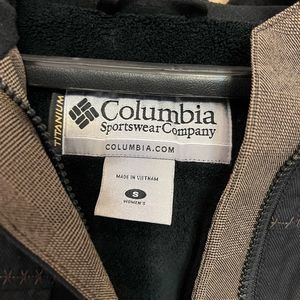 TITANIUM
Columbia
Sportswear Company
COLUMBIA.COM
MADE IN VIETNAM
S
WOMEN'S